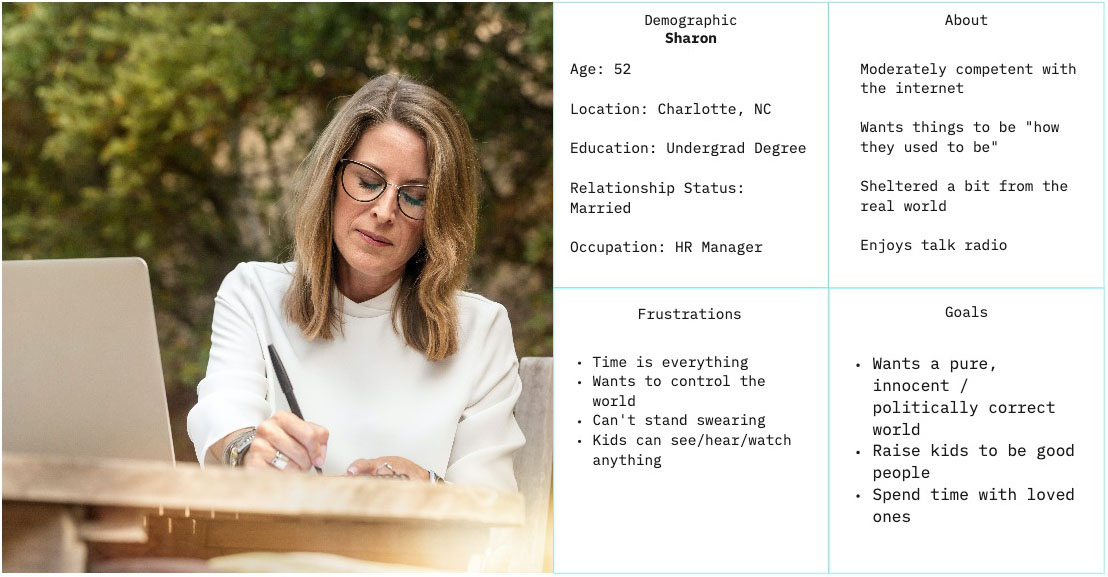 Demographic
Sharon
Age: 52
Location: Charlotte, NC
Education: Undergrad Degree
Relationship Status:
Married
Occupation: HR Manager
About
Moderately competent with
the internet
Wants things to be "how
they used to be"
Sheltered a bit from the
real world
Enjoys talk radio
Frustrations
• Time is everything
• Wants to control the
world
• Can't stand swearing
• Kids can see/hear/watch
anything
Goals
• Wants a pure,
innocent /
politically correct
world
• Raise kids to be good
people
• Spend time with loved
ones